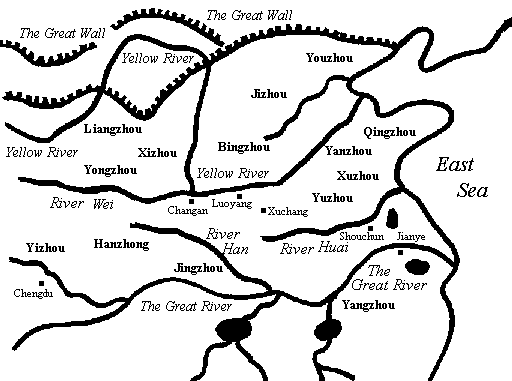 The Great Wall
The Great Wall
Yellow River
Youzhou
Jizhou
Liangzhou
Qingzhou
Yellow River
Xizhou
Bingzhou
Yanzhou
East
Sea
Yongzhou
Yellow River
Xuzhou
River Wei
Changan
Luoyang
Xuchang
Yuzhou
Yizhou
Hanzhong
River
Han
River Huai
Shouchun
Jianye
Jingzhou
The
Great River
Chengdu
The Great River
Yangzhou